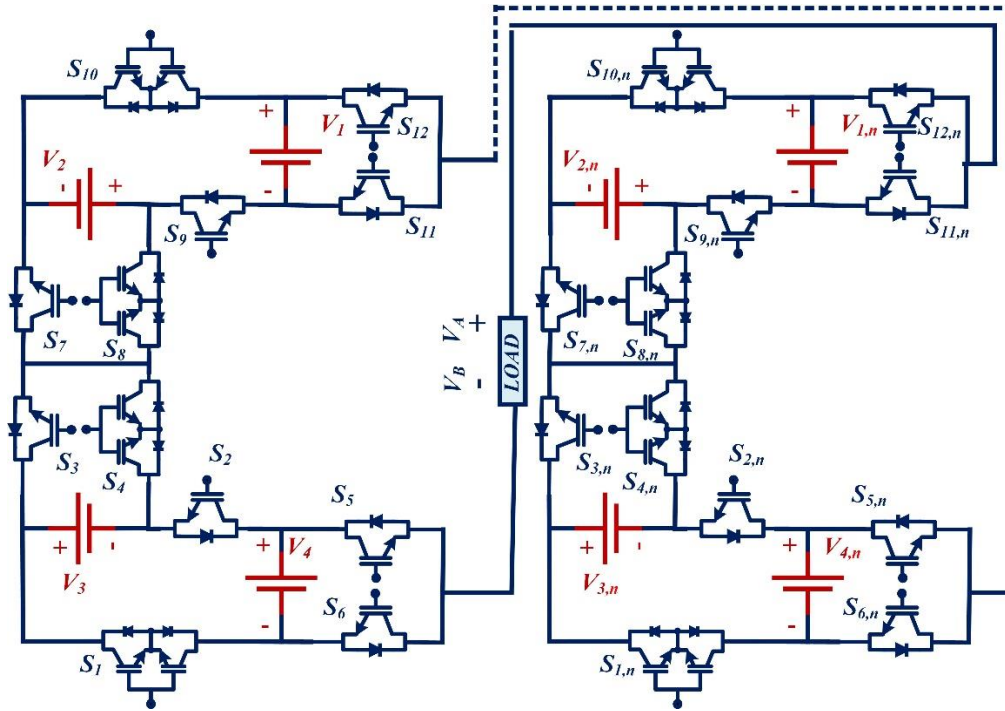 S10
+
V1
S12
V2
-
+
-
S9
S11
S7
S8
VA +
VB -
LOAD
S3
S4
S2
S5
+
V4
+
-
V3
-
S6
S1
S10,n
+
V1,n
S12,n
V2,n
-
+
-
S9,n
S11,n
S7,n
S8,n
S3,n
S4,n
S2,n
S5,n
+
V4,n
+
-
V3,n
-
S6,n
S1,n